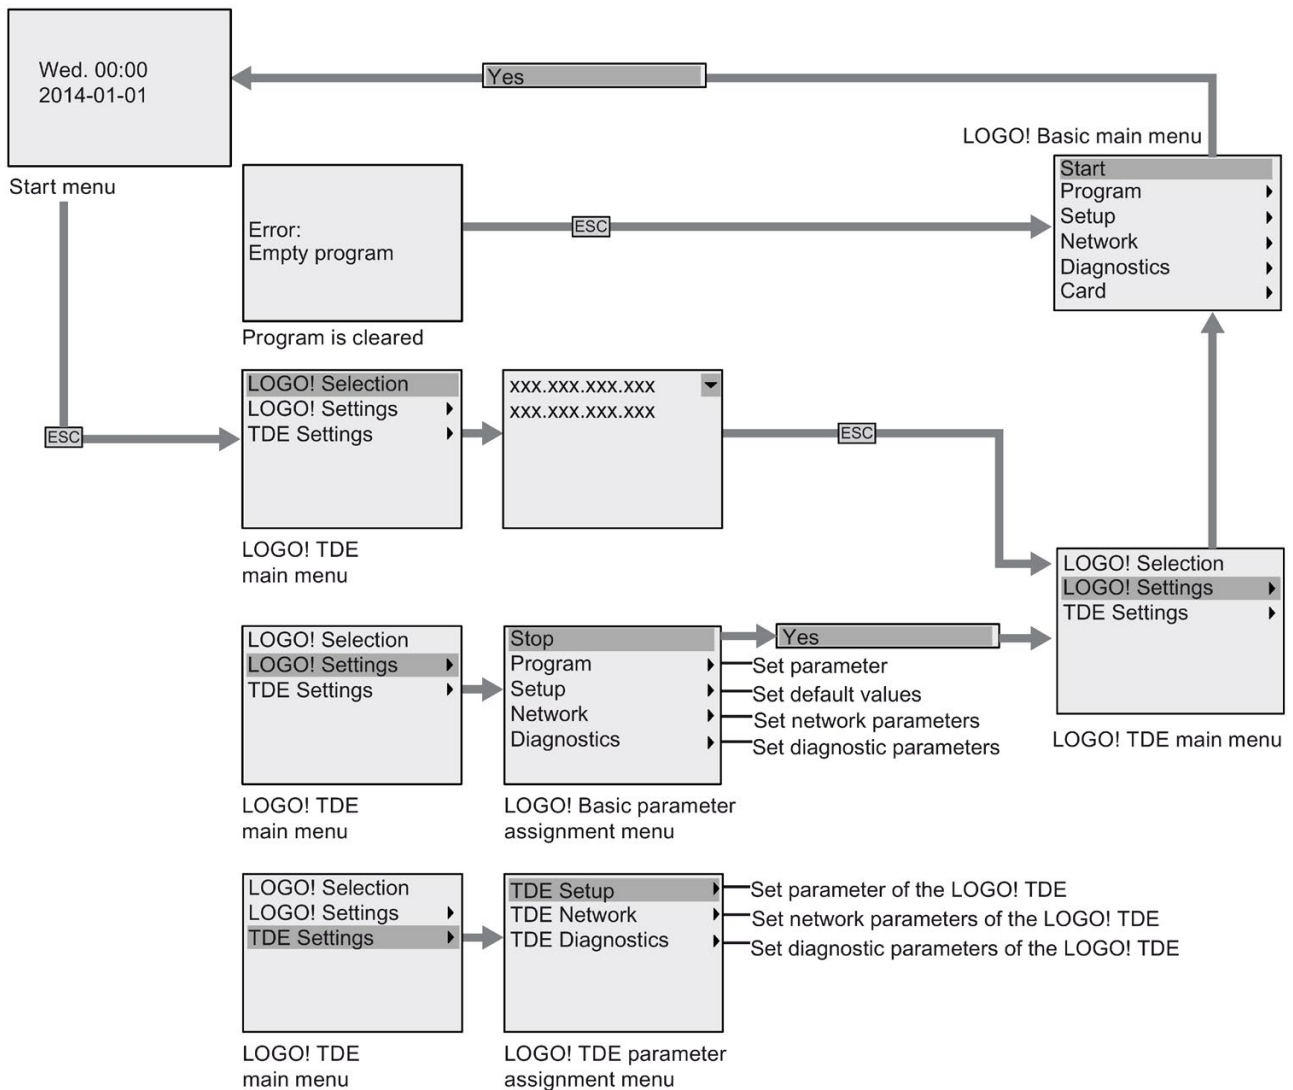 Wed. 00:00
2014-01-01
Start menu
Yes
LOGO! Basic main menu
Start
Program
Setup
Network
Diagnostics
Card
Error:
Empty program
Program is cleared
ESC
ESC
LOGO! Selection
LOGO! Settings
TDE Settings
LOGO! TDE
main menu
xxx.xxx.xxx.xxx
xxx.xxx.xxx.xxx
ESC
LOGO! Selection
LOGO! Settings
TDE Settings
LOGO! TDE main menu
LOGO! Selection
LOGO! Settings
TDE Settings
LOGO! TDE
main menu
Stop
Program
Setup
Network
Diagnostics
LOGO! Basic parameter
assignment menu
Yes
Set parameter
Set default values
Set network parameters
Set diagnostic parameters
LOGO! Selection
LOGO! Settings
TDE Settings
LOGO! TDE
main menu
TDE Setup
TDE Network
TDE Diagnostics
LOGO! TDE parameter
assignment menu
Set parameter of the LOGO! TDE
Set network parameters of the LOGO! TDE
Set diagnostic parameters of the LOGO! TDE